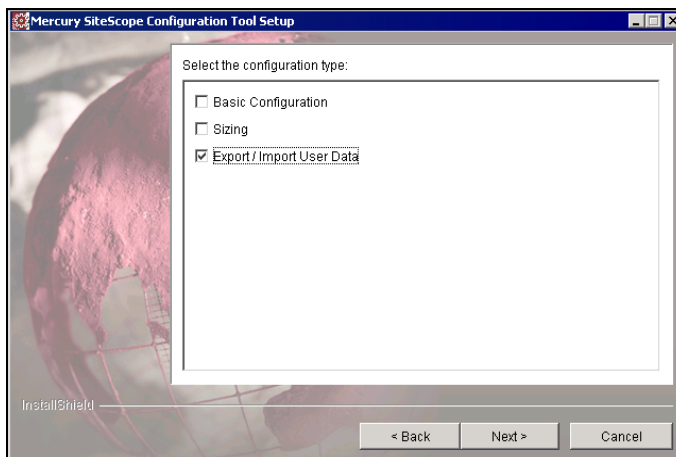 Mercury SiteScope Configuration Tool Setup
Select the configuration type:
Basic Configuration
Sizing
Export / Import User Data
InstallShield
< Back Next > Cancel